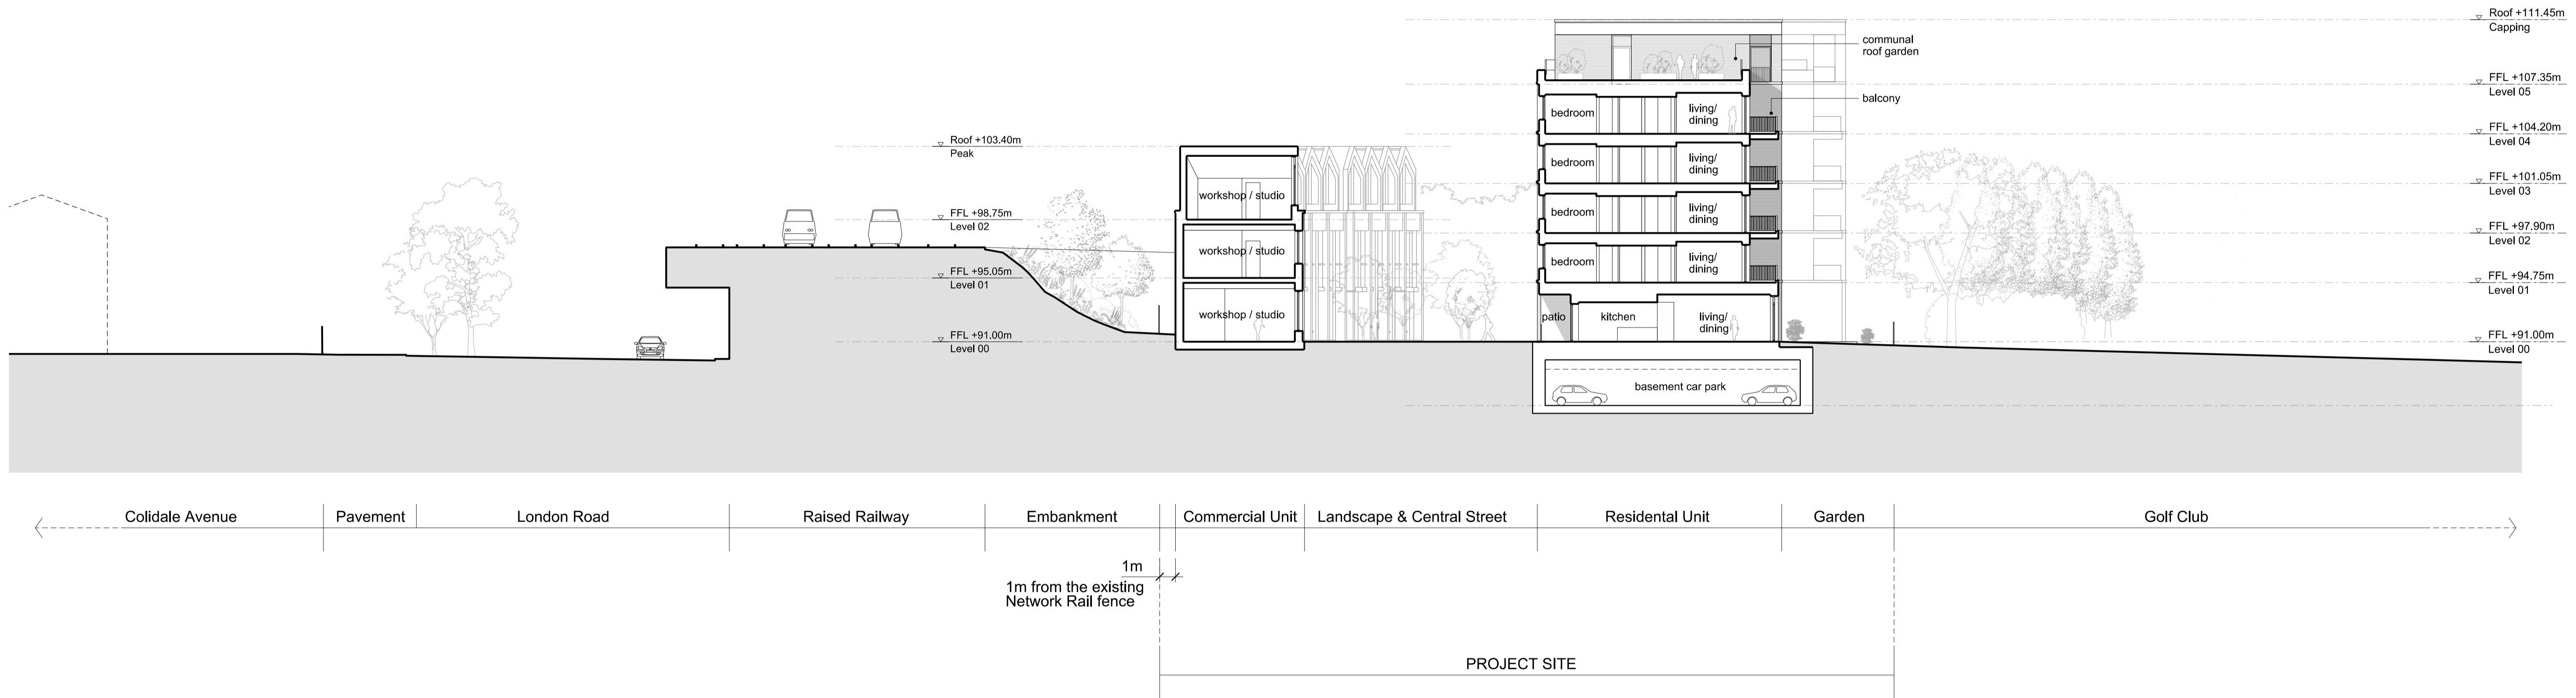 Roof +111.45m
Capping
communal
roof garden
FFL +107.35m
Level 05
balcony
bedroom
living/
dining
FFL +104.20m
Level 04
Roof +103.40m
Peak
bedroom
living/
dining
FFL +101.05m
Level 03
workshop / studio
FFL +98.75m
Level 02
bedroom
living/
dining
FFL +97.90m
Level 02
workshop / studio
bedroom
living/
dining
FFL +95.05m
Level 01
FFL +94.75m
Level 01
workshop / studio
patio
kitchen
living/
dining
FFL +91.00m
Level 00
FFL +91.00m
Level 00
basement car park
Colidale Avenue
Pavement
London Road
Raised Railway
Embankment
Commercial Unit
Landscape & Central Street
Residental Unit
Garden
Golf Club
1m
1m from the existing
Network Rail fence
PROJECT SITE